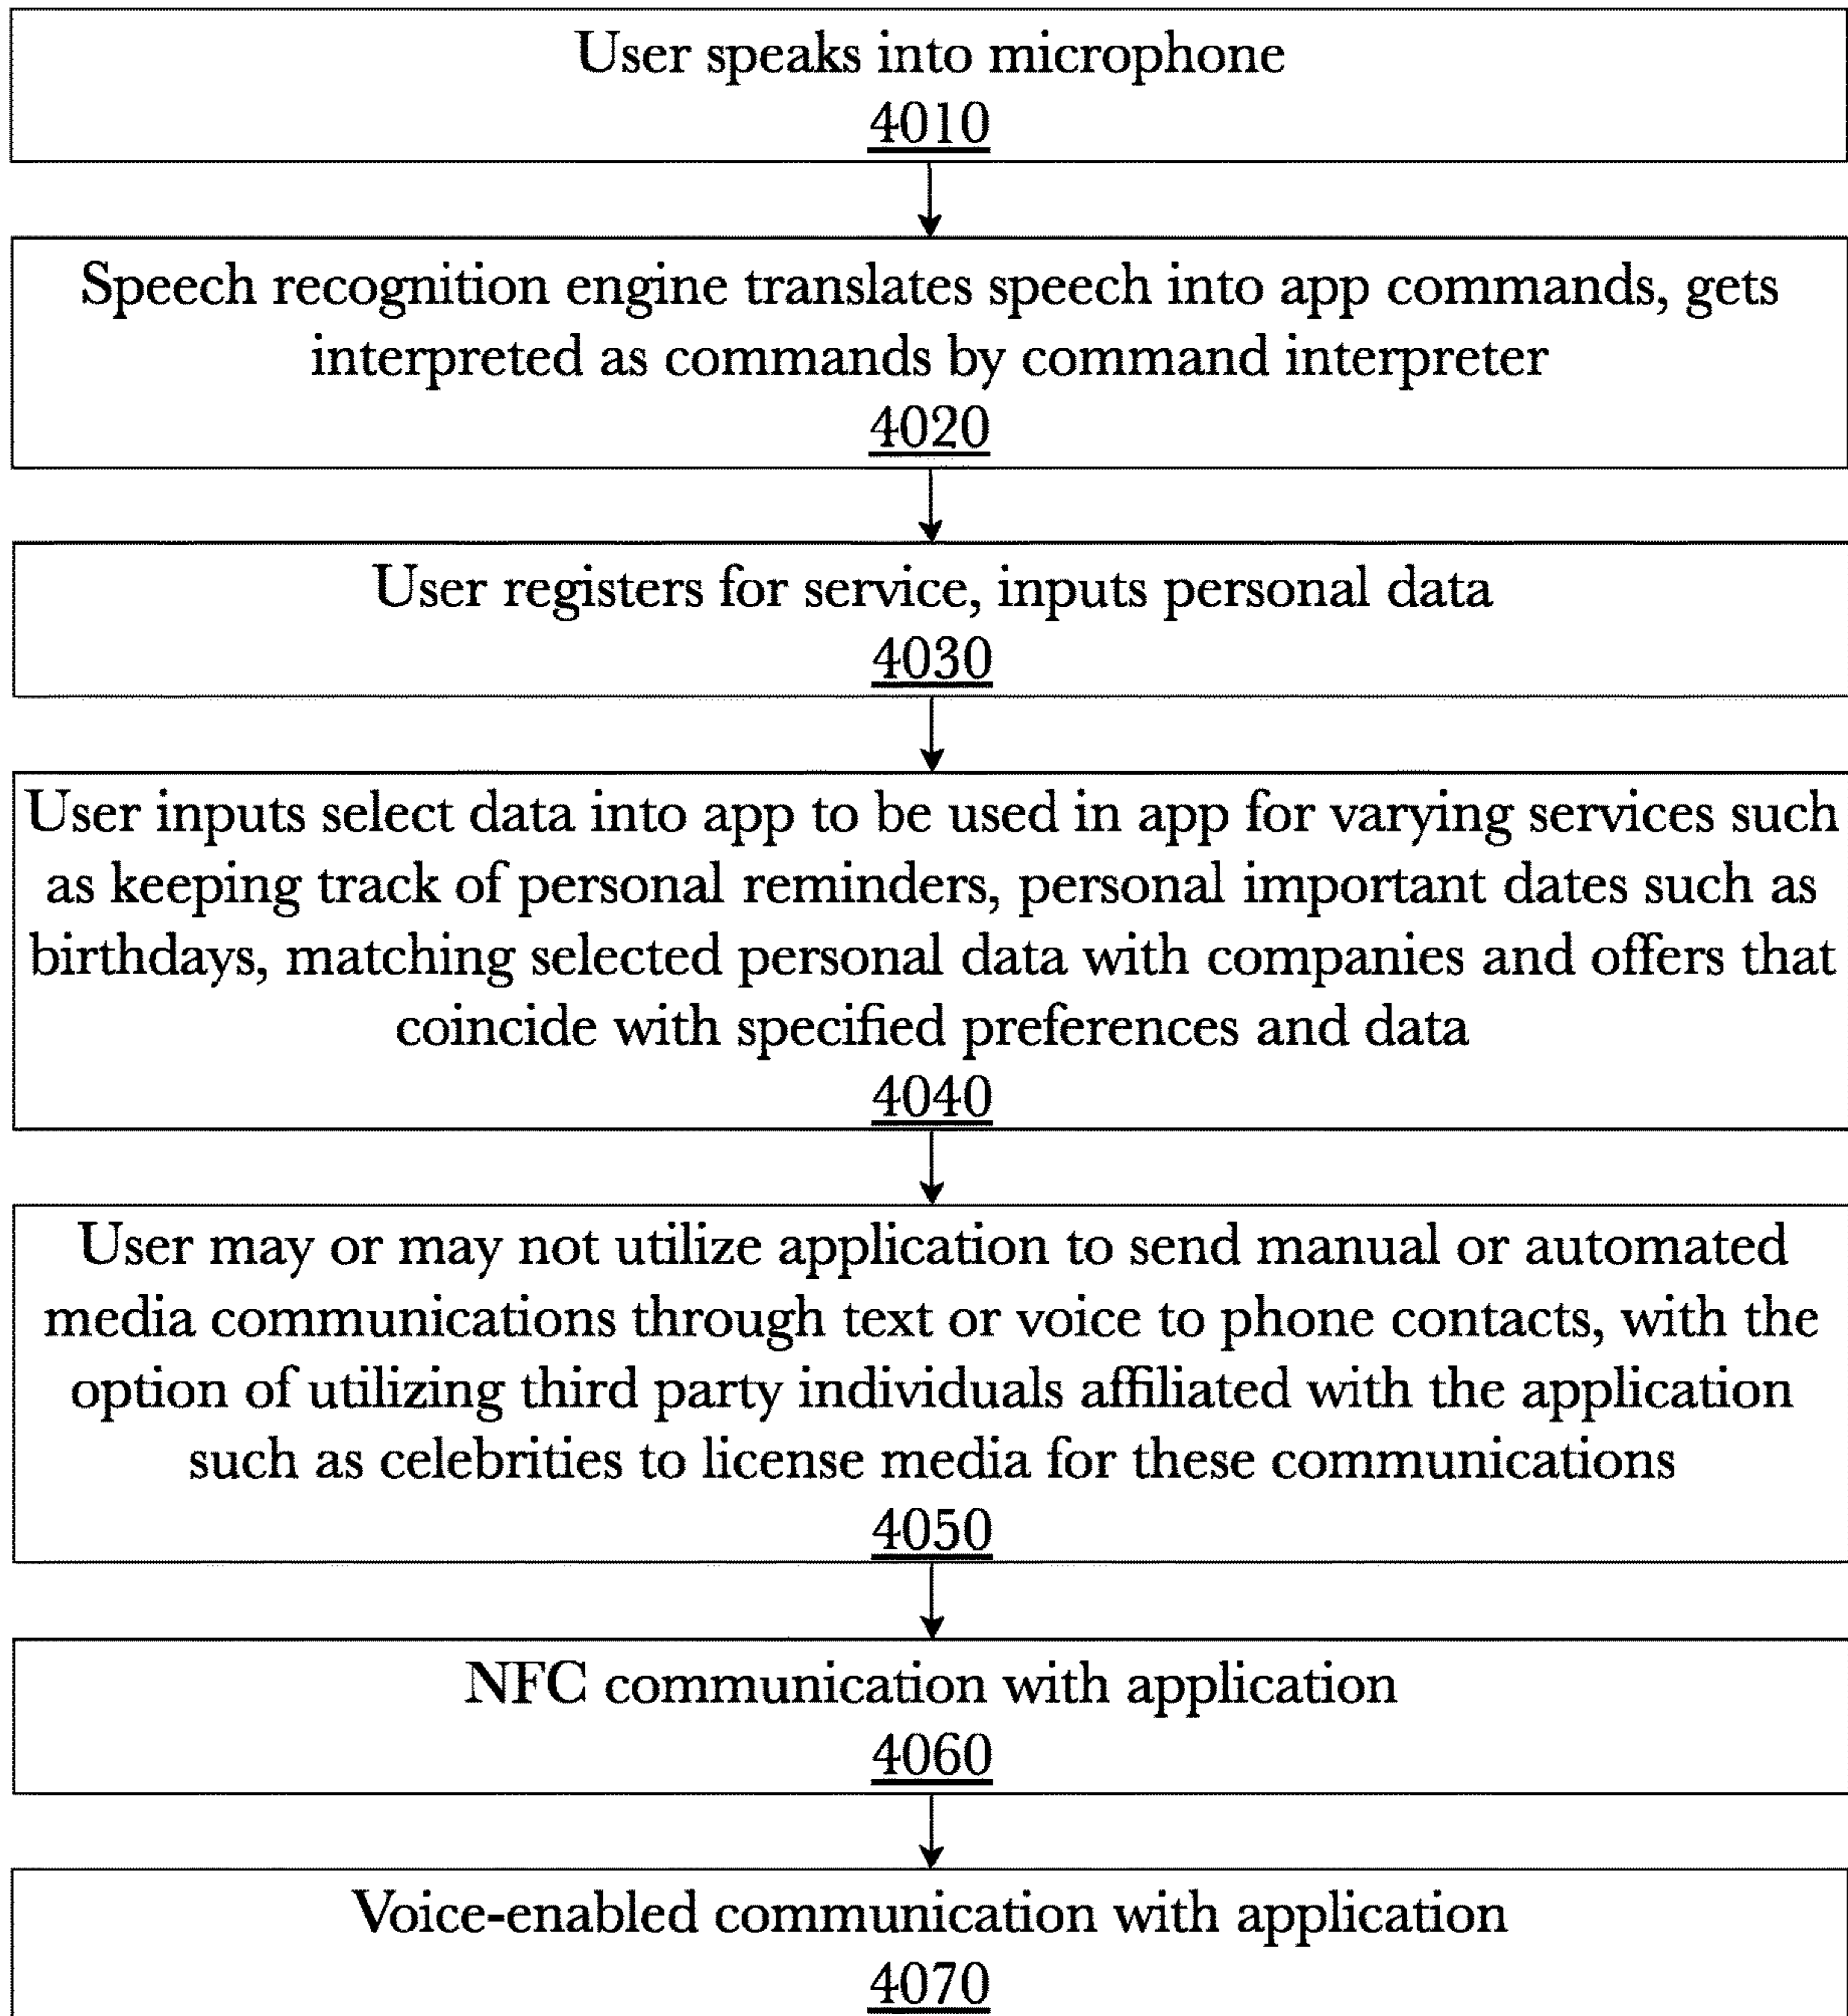 User speaks into microphone
4010
Speech recognition engine translates speech into app commands, gets
interpreted as commands by command interpreter
4020
User registers for service, inputs personal data
4030
User inputs select data into app to be used in app for varying services such
as keeping track of personal reminders, personal important dates such as
birthdays, matching selected personal data with companies and offers that
coincide with specified preferences and data
4040
User may or may not utilize application to send manual or automated
media communications through text or voice to phone contacts, with the
option of utilizing third party individuals affiliated with the application
such as celebrities to license media for these communications
4050
NFC communication with application
4060
Voice-enabled communication with application
4070